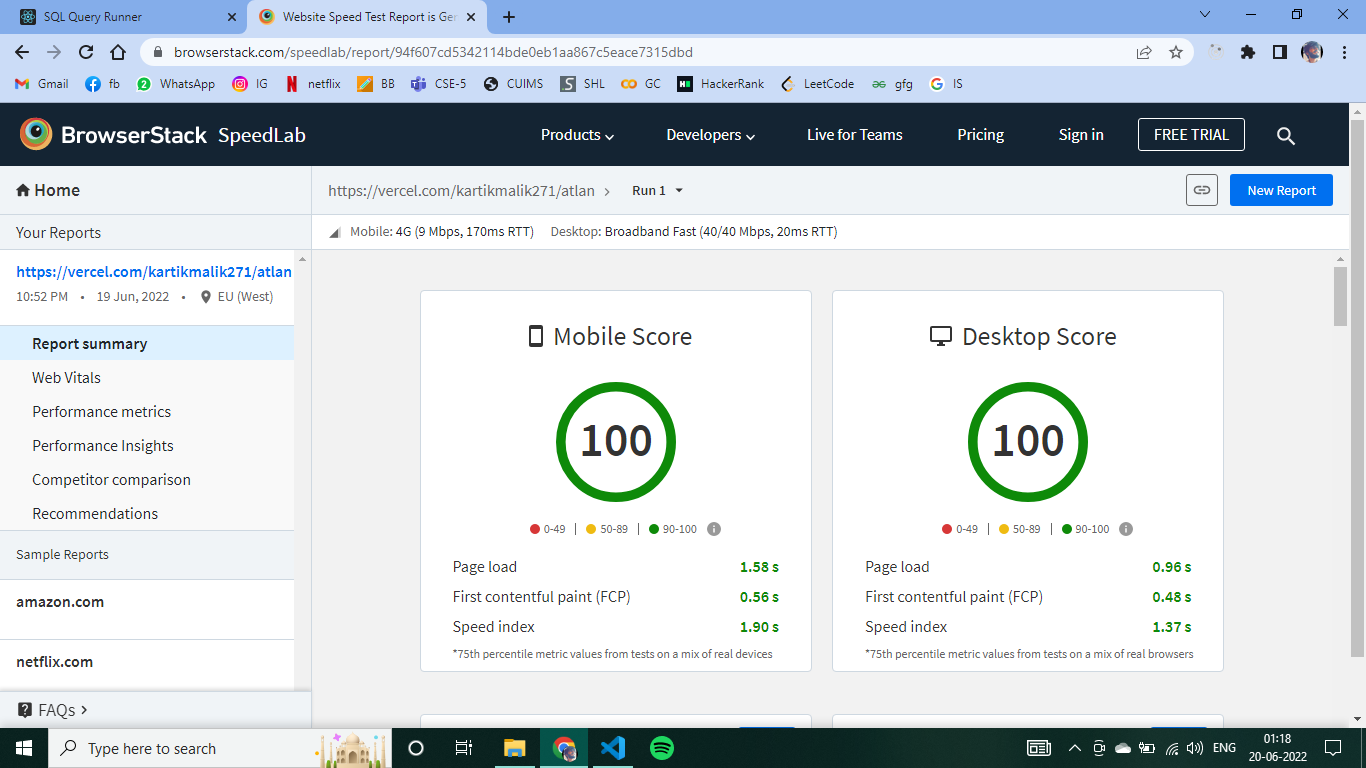 SQL Query Runner
Website Speed Test Report is Ger
browserstack.com/speedlab/report/94f607cd5342114bde0eb1aa867c5eace7315dbd
Gmail fb WhatsApp IG netflix BB CSE-5 CUIMS SHL GC HackerRank LeetCode gfg IS
BrowserStack SpeedLab Products Developers Live for Teams Pricing Sign in FREE TRIAL
Home
https://vercel.com/kartikmalik271/atlan > Run 1
New Report
Your Reports
Mobile: 4G (9 Mbps, 170ms RTT) Desktop: Broadband Fast (40/40 Mbps, 20ms RTT)
https://vercel.com/kartikmalik271/atlan
10:52 PM • 19 Jun, 2022 • EU (West)
Report summary
Web Vitals
Performance metrics
Performance Insights
Competitor comparison
Recommendations
Sample Reports
amazon.com
netflix.com
FAQs >
Mobile Score
100
0-49 | 50-89 | 90-100
Page load 1.58 s
First contentful paint (FCP) 0.56 s
Speed index 1.90 s
*75th percentile metric values from tests on a mix of real devices
Desktop Score
100
0-49 | 50-89 | 90-100
Page load 0.96 s
First contentful paint (FCP) 0.48 s
Speed index 1.37 s
*75th percentile metric values from tests on a mix of real browsers
Type here to search
ENG
01:18
20-06-2022